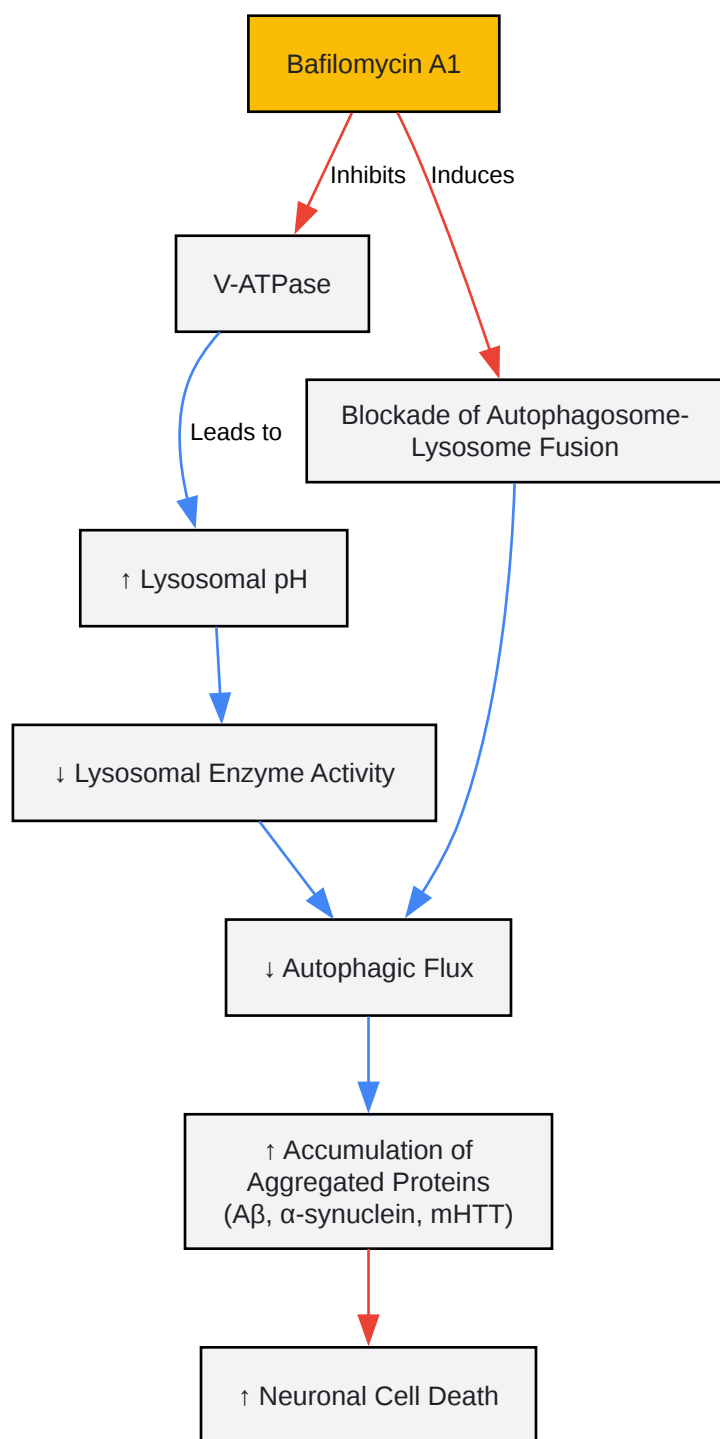 Bafilomycin A1
Inhibits
Induces
V-ATPase
Blockade of Autophagosome-
Lysosome Fusion
Leads to
↑ Lysosomal pH
↓ Lysosomal Enzyme Activity
↓ Autophagic Flux
↑ Accumulation of
Aggregated Proteins
(Aβ, α-synuclein, mHTT)
↑ Neuronal Cell Death